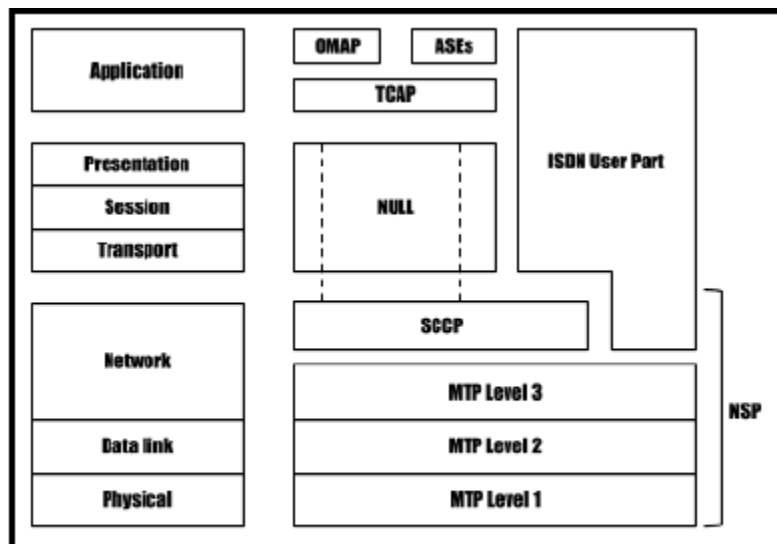 Application
OMAP
ASEs
TCAP
ISDN User Part
Presentation
Session
Transport
NULL
Network
SCCP
MTP Level 3
NSP
Data link
MTP Level 2
Physical
MTP Level 1